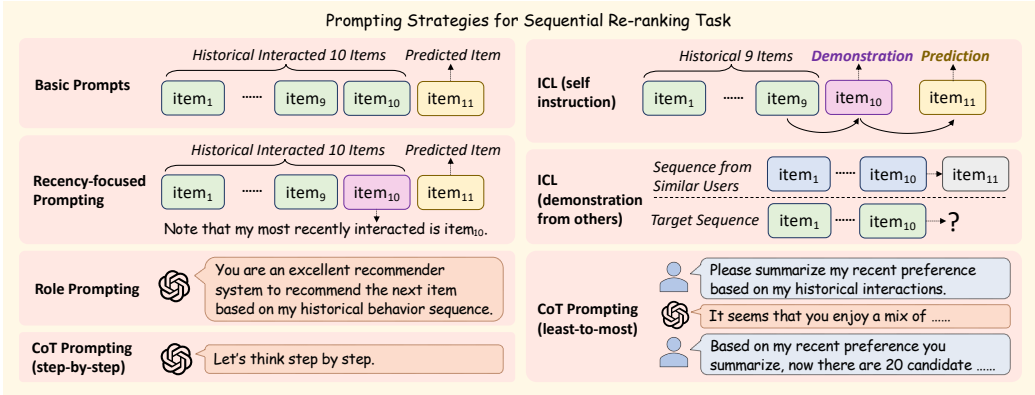 Prompting Strategies for Sequential Re-ranking Task
Basic Prompts
Historical Interacted 10 Items
Predicted Item
item1 ...... item9 item10 item11
Recency-focused
Prompting
Historical Interacted 10 Items
Predicted Item
item1 ...... item9 item10 item11
Note that my most recently interacted is item10.
Role Prompting
You are an excellent recommender
system to recommend the next item
based on my historical behavior sequence.
CoT Prompting
(step-by-step)
Let's think step by step.
ICL (self
instruction)
Historical 9 Items
Demonstration
Prediction
item1 ...... item9 item10 item11
ICL
(demonstration
from others)
Sequence from
Similar Users
item1 ...... item10 item11
Target Sequence
item1 ...... item10 ?
CoT Prompting
(least-to-most)
Please summarize my recent preference
based on my historical interactions.
It seems that you enjoy a mix of ......
Based on my recent preference you
summarize, now there are 20 candidate ......